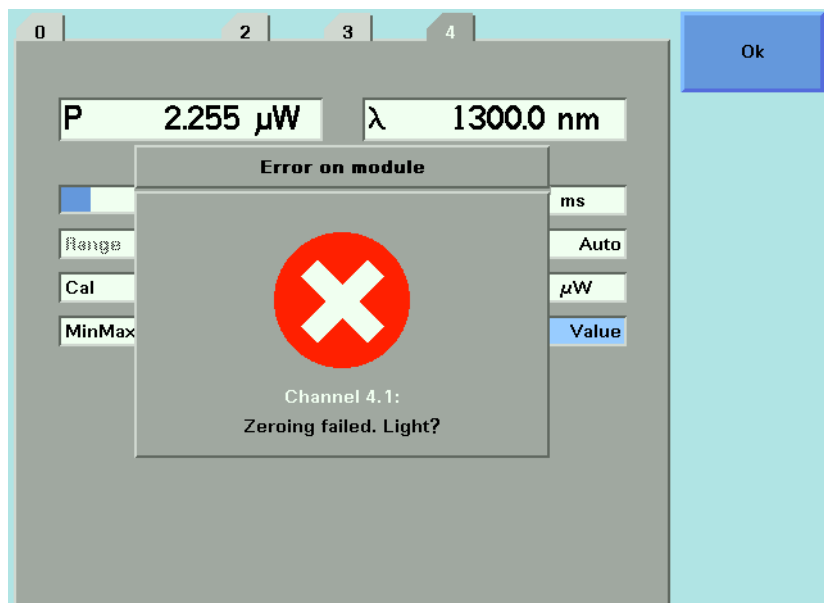 0 2 3 4
Ok
P 2.255 µW λ 1300.0 nm
Error on module
ms
Range Auto
Cal µW
MinMax Value
Channel 4.1:
Zeroing failed. Light?